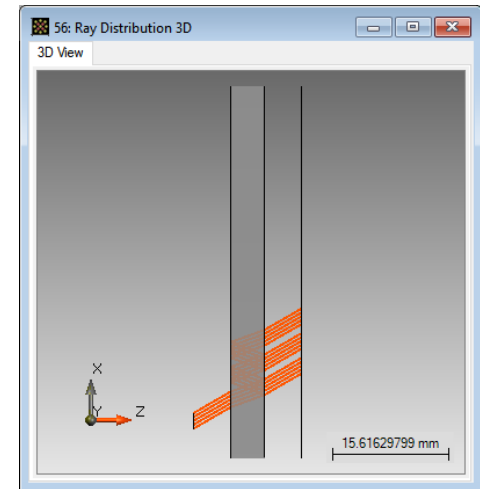 56: Ray Distribution 3D
3D View
X
Y Z
15.61629799 mm